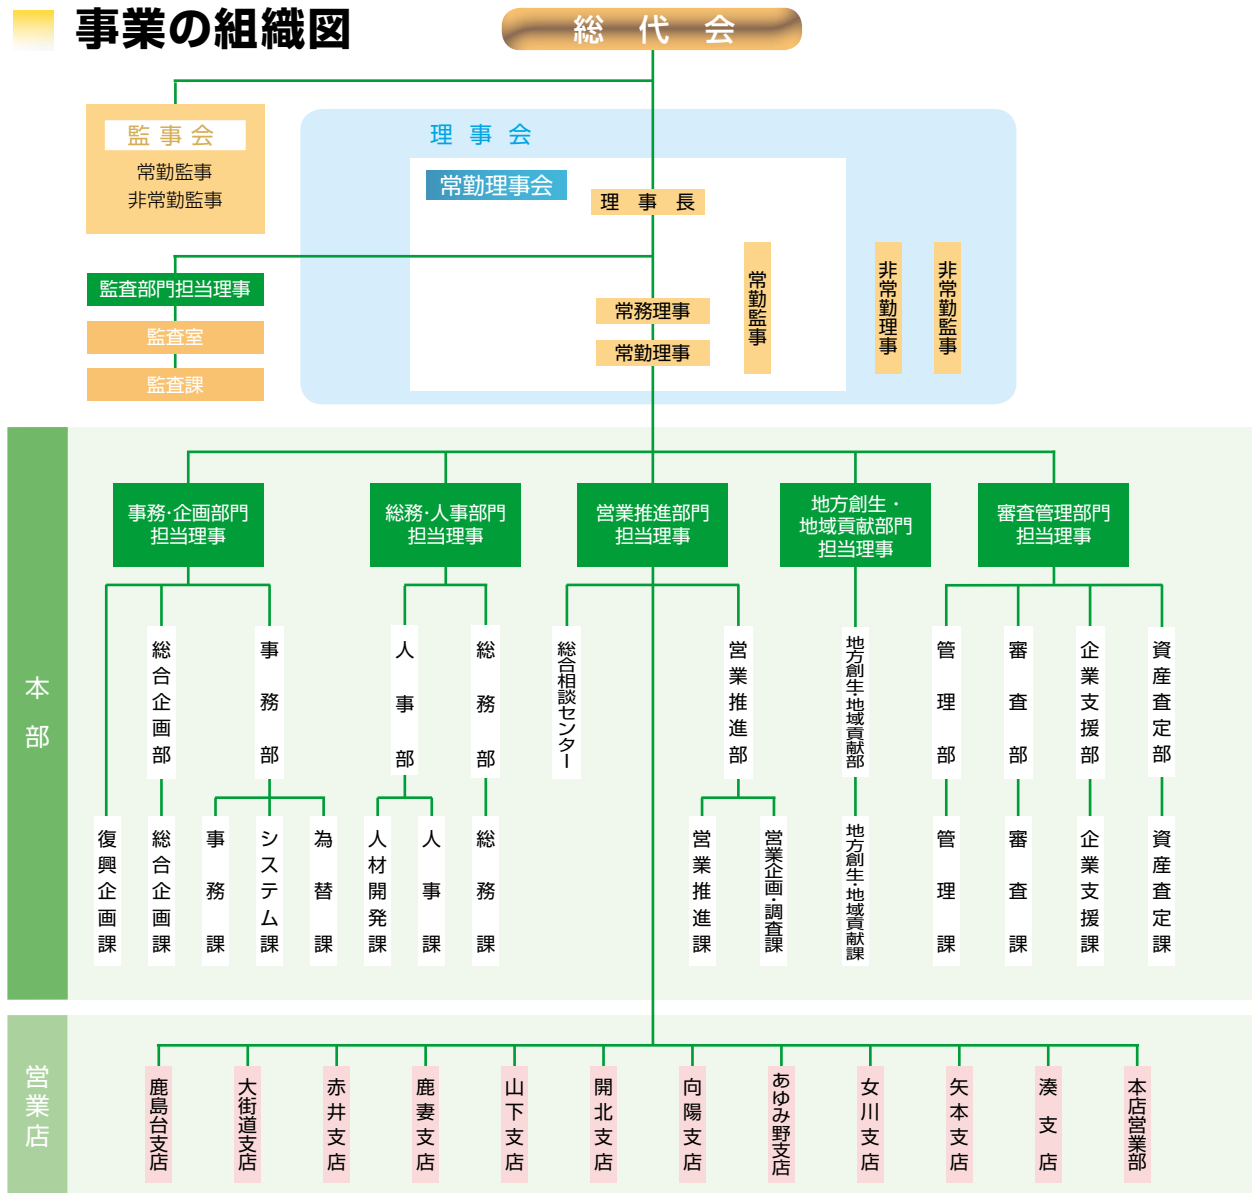 事業の組織図
総代会
監事会
常勤監事
非常勤監事
理事会
常勤理事会
理事長
常務理事
常勤理事
常勤監事
非常勤理事
非常勤監事
監査部門担当理事
監査室
監査課
本部
事務・企画部門
担当理事
総務・人事部門
担当理事
営業推進部門
担当理事
地方創生・
地域貢献部門
担当理事
審査管理部門
担当理事
総合企画部
事務部
人事部
総務部
総合相談センター
営業推進部
地方創生・地域貢献部
管理部
審査部
企業支援部
資産査定部
復興企画課
総合企画課
事務課
システム課
為替課
人材開発課
人事課
総務課
営業推進課
営業企画・調査課
地方創生・地域貢献課
管理課
審査課
企業支援課
資産査定課
営業店
鹿島台支店
大街道支店
赤井支店
鹿妻支店
山下支店
開北支店
向陽支店
あゆみ野支店
女川支店
矢本支店
湊支店
本店営業部